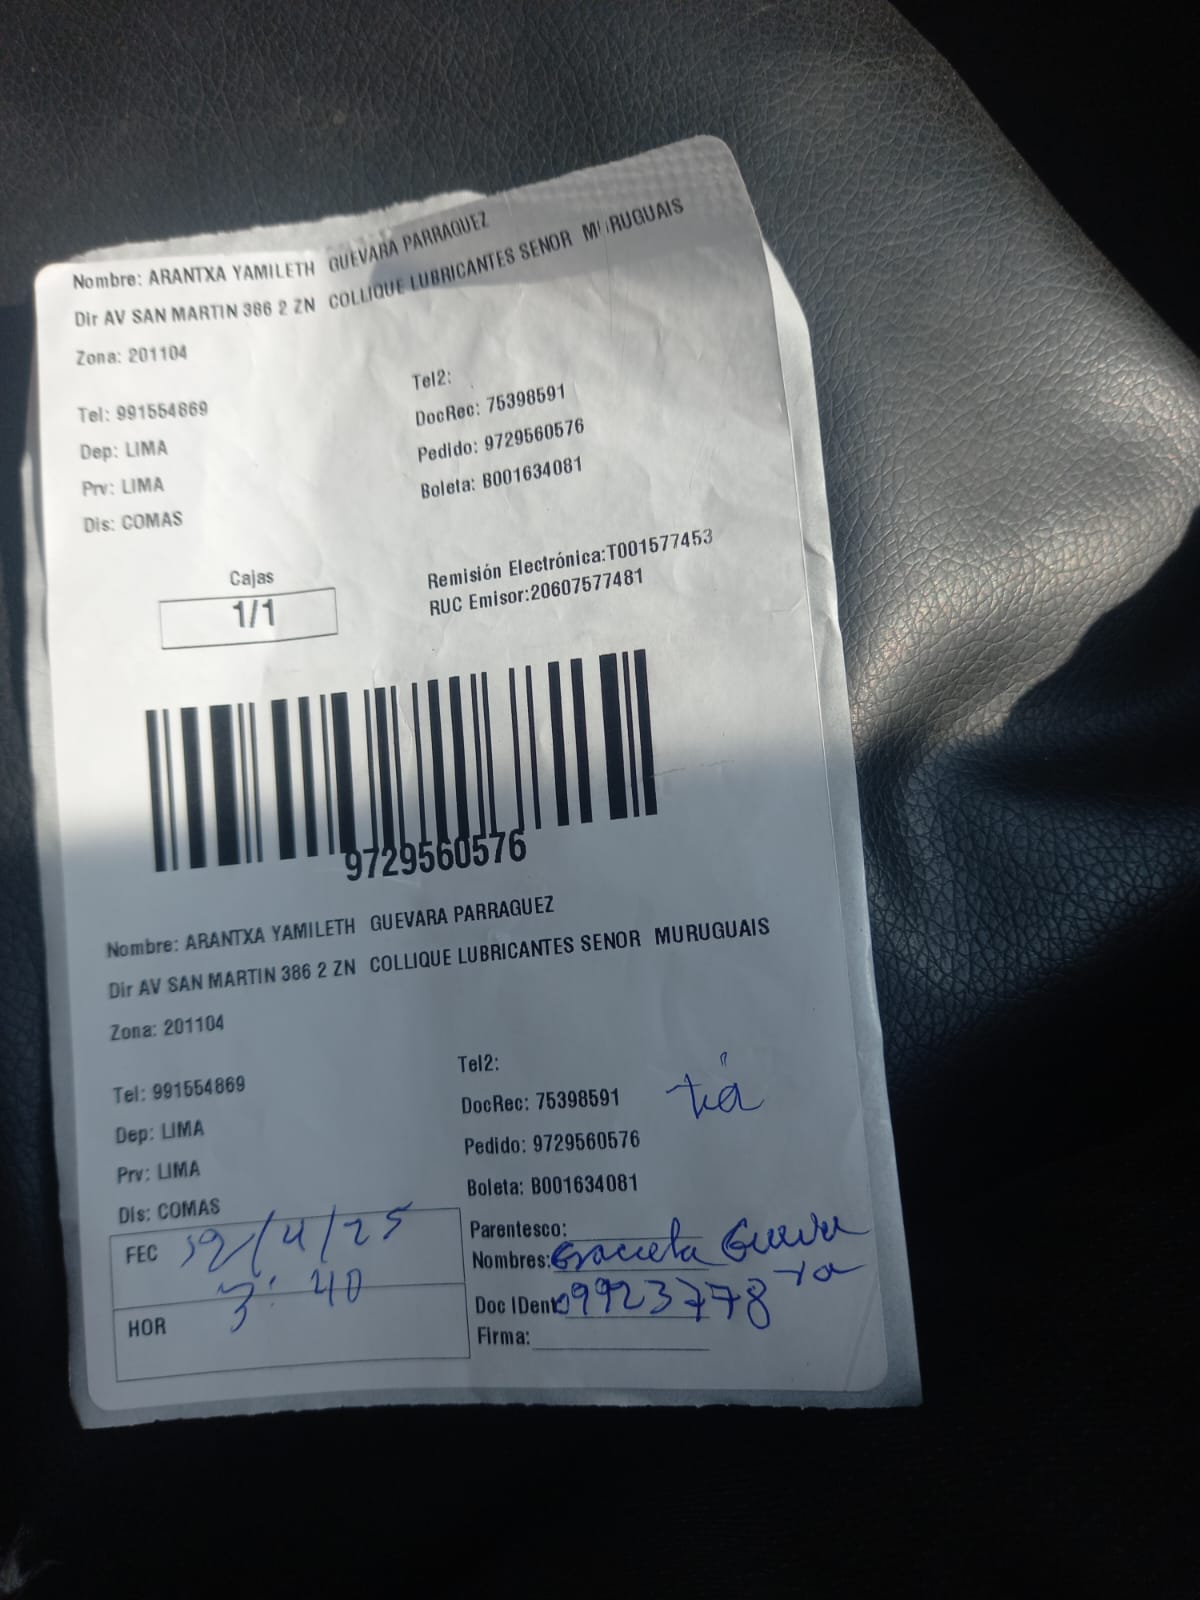 Nombre: ARANTXA YAMILETH GUEVARA PARRAGUEZ
Dir AV SAN MARTIN 386 2 ZN COLLIQUE LUBRICANTES SENOR MURUGUAIS
Zona: 201104
Tel2:
Tel: 991554869
DocRec: 75398591
Dep: LIMA
Pedido: 9729560576
Prv: LIMA
Boleta: B001634081
Dis: COMAS
Cajas
1/1
Remisión Electrónica:T001577453
RUC Emisor:20607577481
9729560576
Nombre: ARANTXA YAMILETH GUEVARA PARRAGUEZ
Dir AV SAN MARTIN 386 2 ZN COLLIQUE LUBRICANTES SENOR MURUGUAIS
Zona: 201104
Tel2:
Tel: 991554869
DocRec: 75398591
tía
Dep: LIMA
Pedido: 9729560576
Prv: LIMA
Boleta: B001634081
Dis: COMAS
Parentesco:
FEC
Nombres: Graciela Guevara
3:40
Doc IDent: 09923778
HOR
Firma: